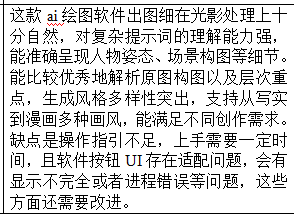 这款 ai 绘图软件出图细在光影处理上十
分自然，对复杂提示词的理解能力强，
能准确呈现人物姿态、场景构图等细节。
能比较优秀地解析原图构图以及层次重
点，生成风格多样性突出，支持从写实
到漫画多种画风，能满足不同创作需求。
缺点是操作指引不足，上手需要一定时
间，且软件按钮 UI 存在适配问题，会有
显示不完全或者进程错误等问题，这些
方面还需要改进。